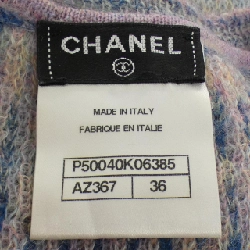 CHANEL
MADE IN ITALY
FABRIQUE EN ITALIE
P50040K06385
AZ367 36